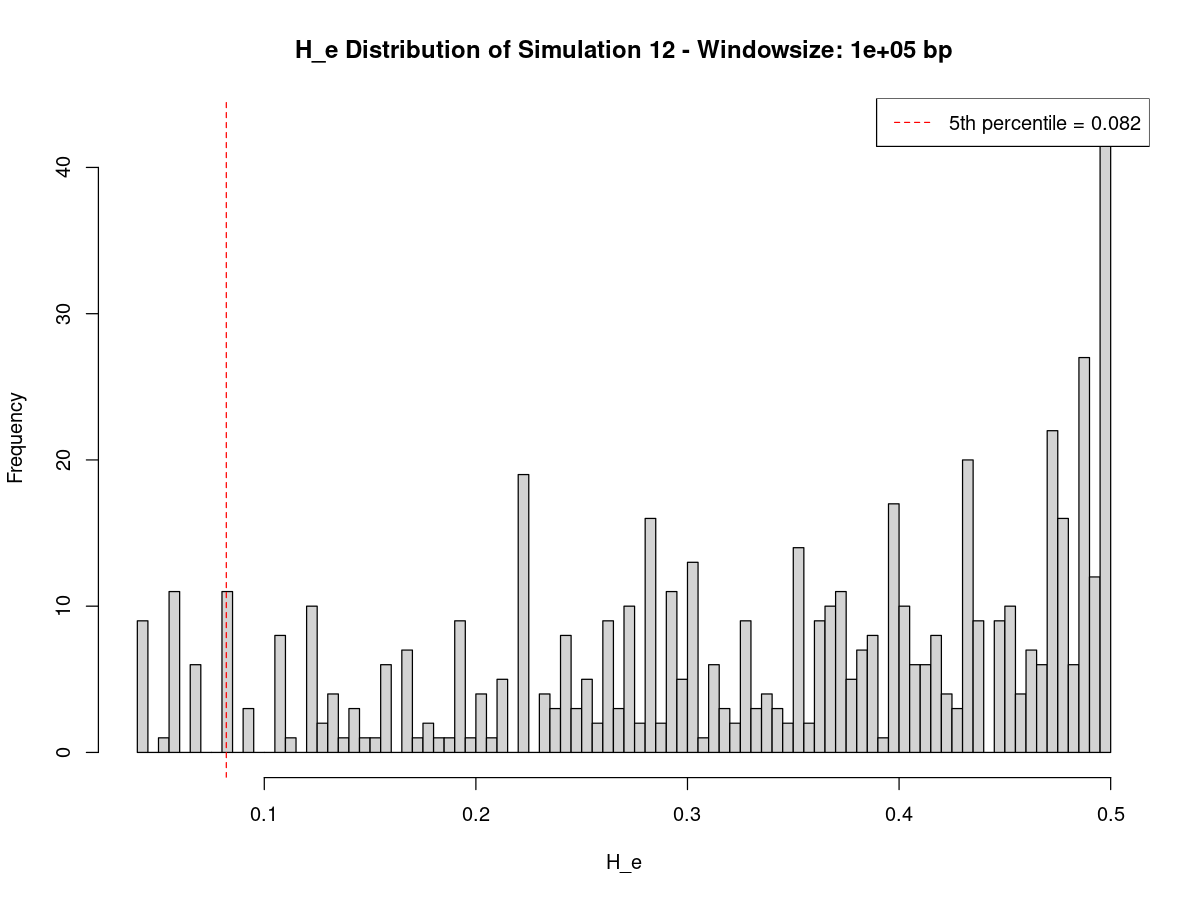 H_e Distribution of Simulation 12 - Windowsize: 1e+05 bp
5th percentile = 0.082
Frequency
40
30
20
10
0
0.1 0.2 0.3 0.4 0.5
H_e